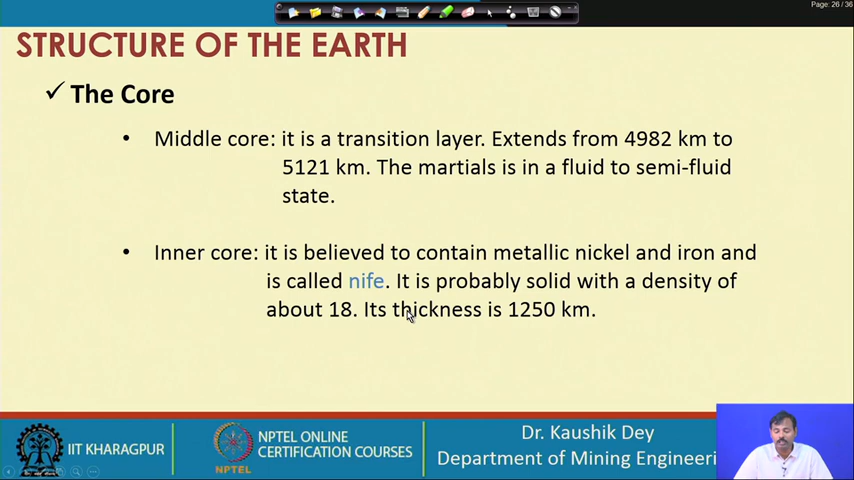 Page: 26 / 36
STRUCTURE OF THE EARTH
✓ The Core
• Middle core: it is a transition layer. Extends from 4982 km to
5121 km. The martials is in a fluid to semi-fluid
state.
• Inner core: it is believed to contain metallic nickel and iron and
is called nife. It is probably solid with a density of
about 18. Its thickness is 1250 km.
IIT KHARAGPUR
NPTEL
NPTEL ONLINE
CERTIFICATION COURSES
Dr. Kaushik Dey
Department of Mining Engineeri